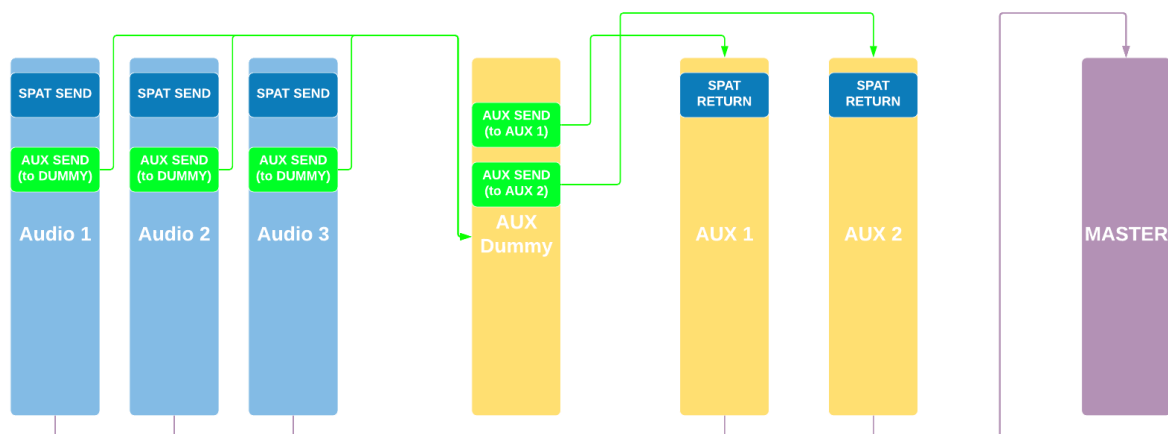 SPAT SEND
AUX SEND
(to DUMMY)
Audio 1
SPAT SEND
AUX SEND
(to DUMMY)
Audio 2
SPAT SEND
AUX SEND
(to DUMMY)
Audio 3
AUX SEND
(to AUX 1)
AUX SEND
(to AUX 2)
AUX
Dummy
SPAT
RETURN
AUX 1
SPAT
RETURN
AUX 2
MASTER